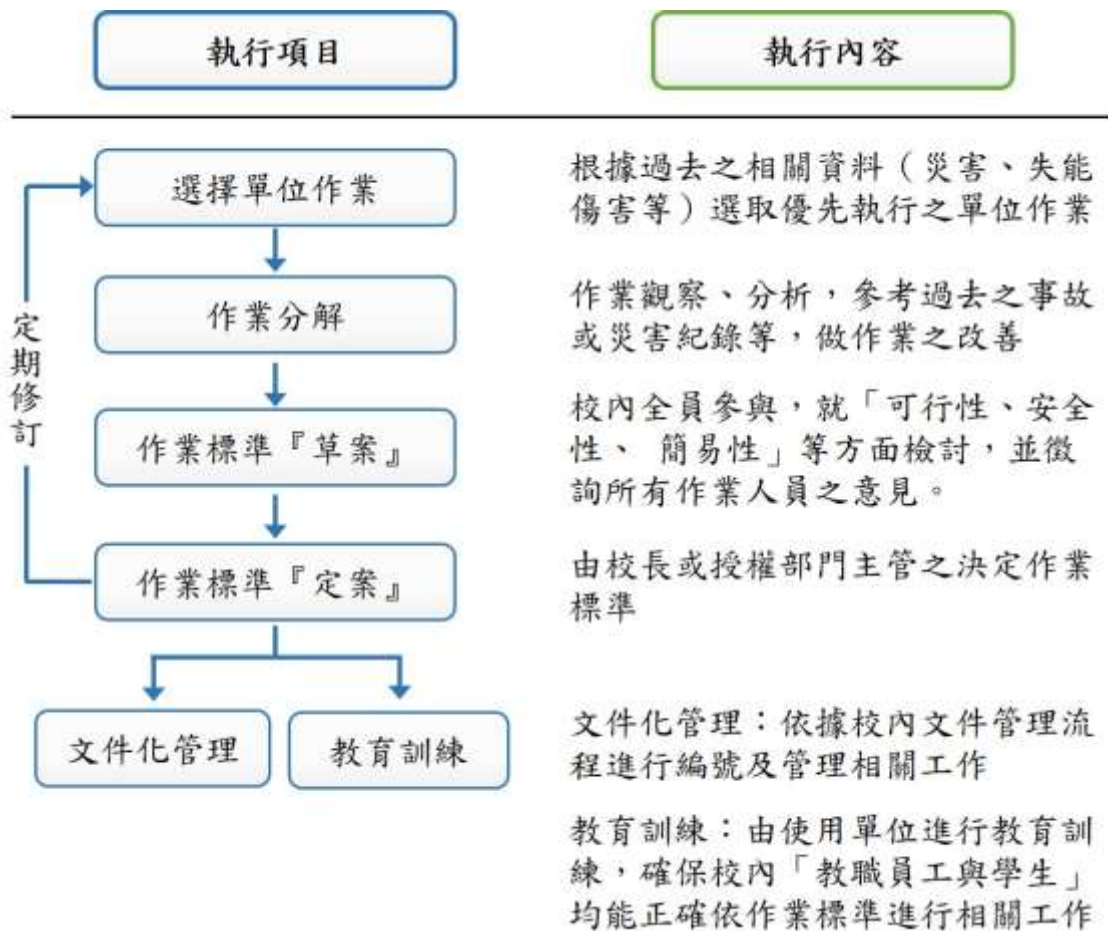 執行項目
執行內容
選擇單位作業
根據過去之相關資料（災害、失能
傷害等）選取優先執行之單位作業
作業分解
作業觀察、分析，參考過去之事故
或災害紀錄等，做作業之改善
定期修訂
作業標準『草案』
校內全員參與，就「可行性、安全
性、 簡易性」等方面檢討，並徵
詢所有作業人員之意見。
作業標準『定案』
由校長或授權部門主管之決定作業
標準
文件化管理
教育訓練
文件化管理：依據校內文件管理流
程進行編號及管理相關工作
教育訓練：由使用單位進行教育訓
練，確保校內「教職員工與學生」
均能正確依作業標準進行相關工作